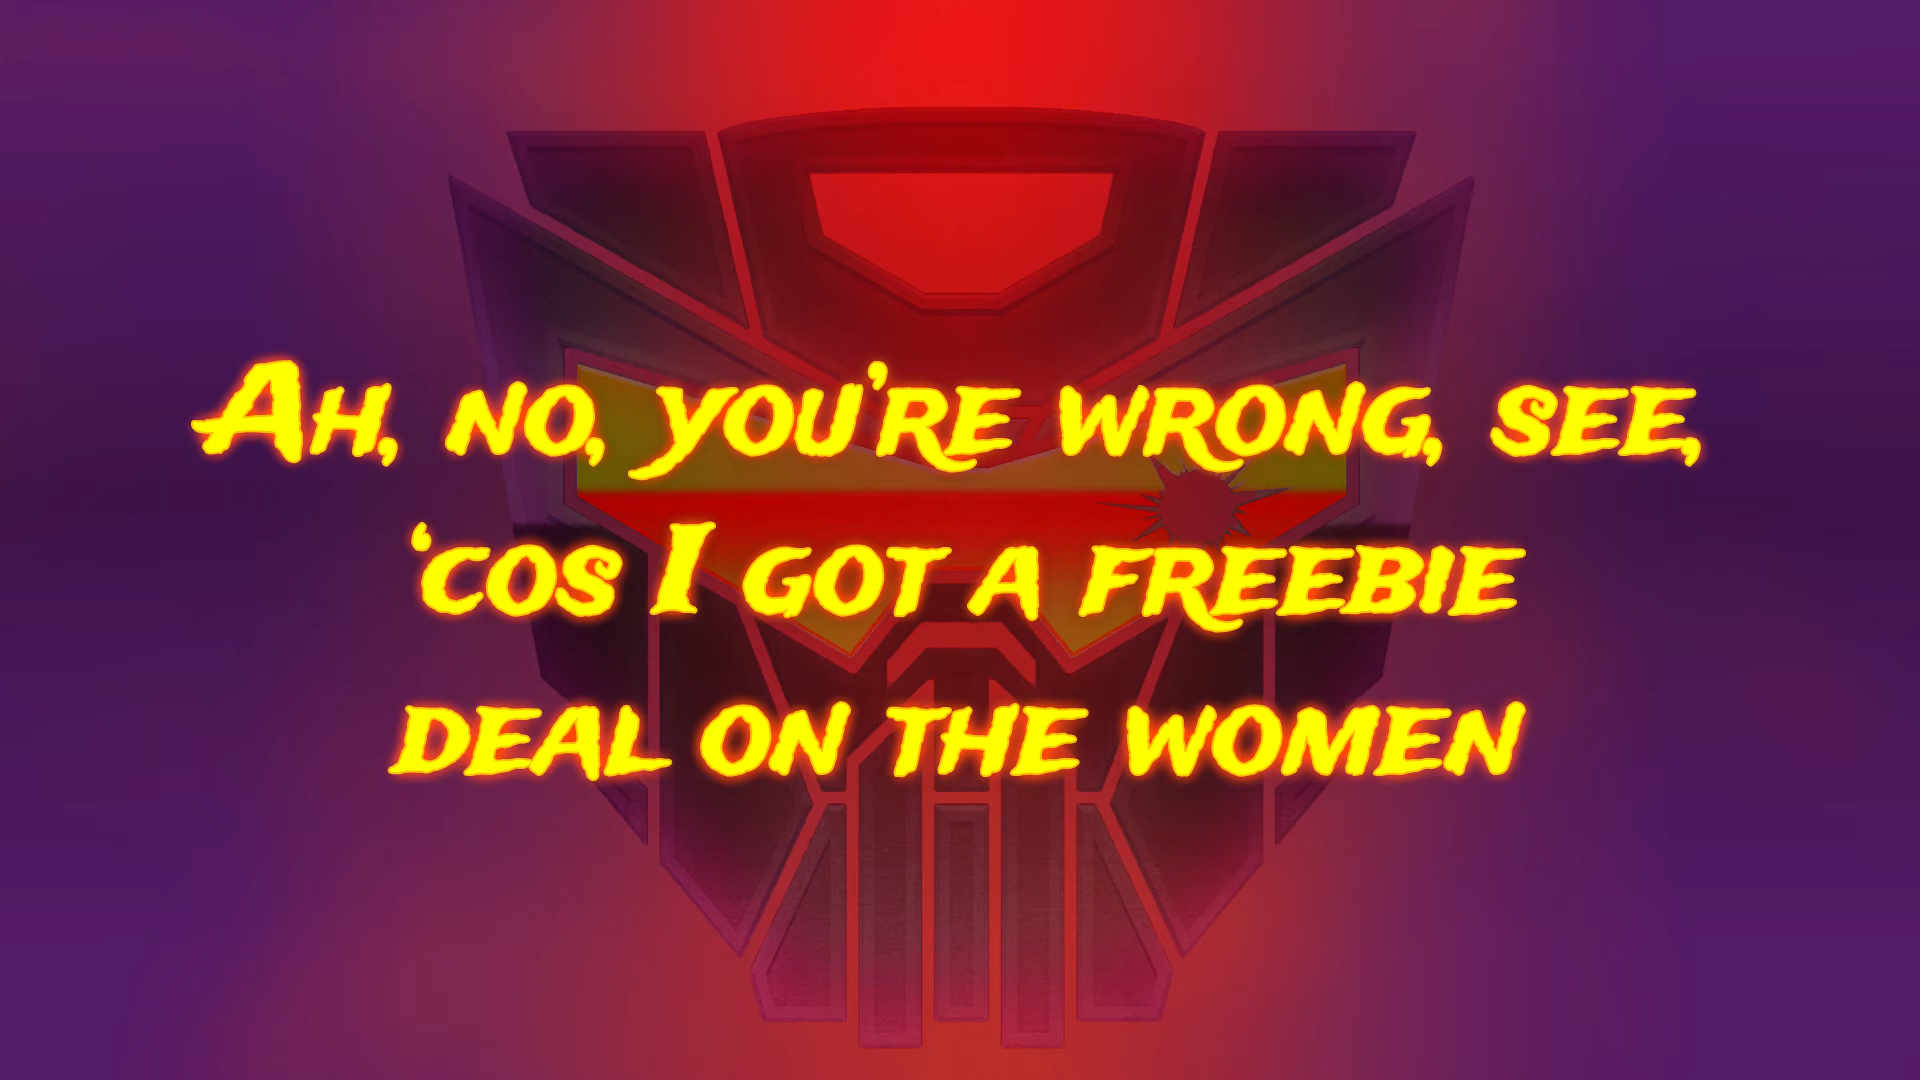 Ah, no, you're wrong, see,
'cos I got a freebie
deal on the women